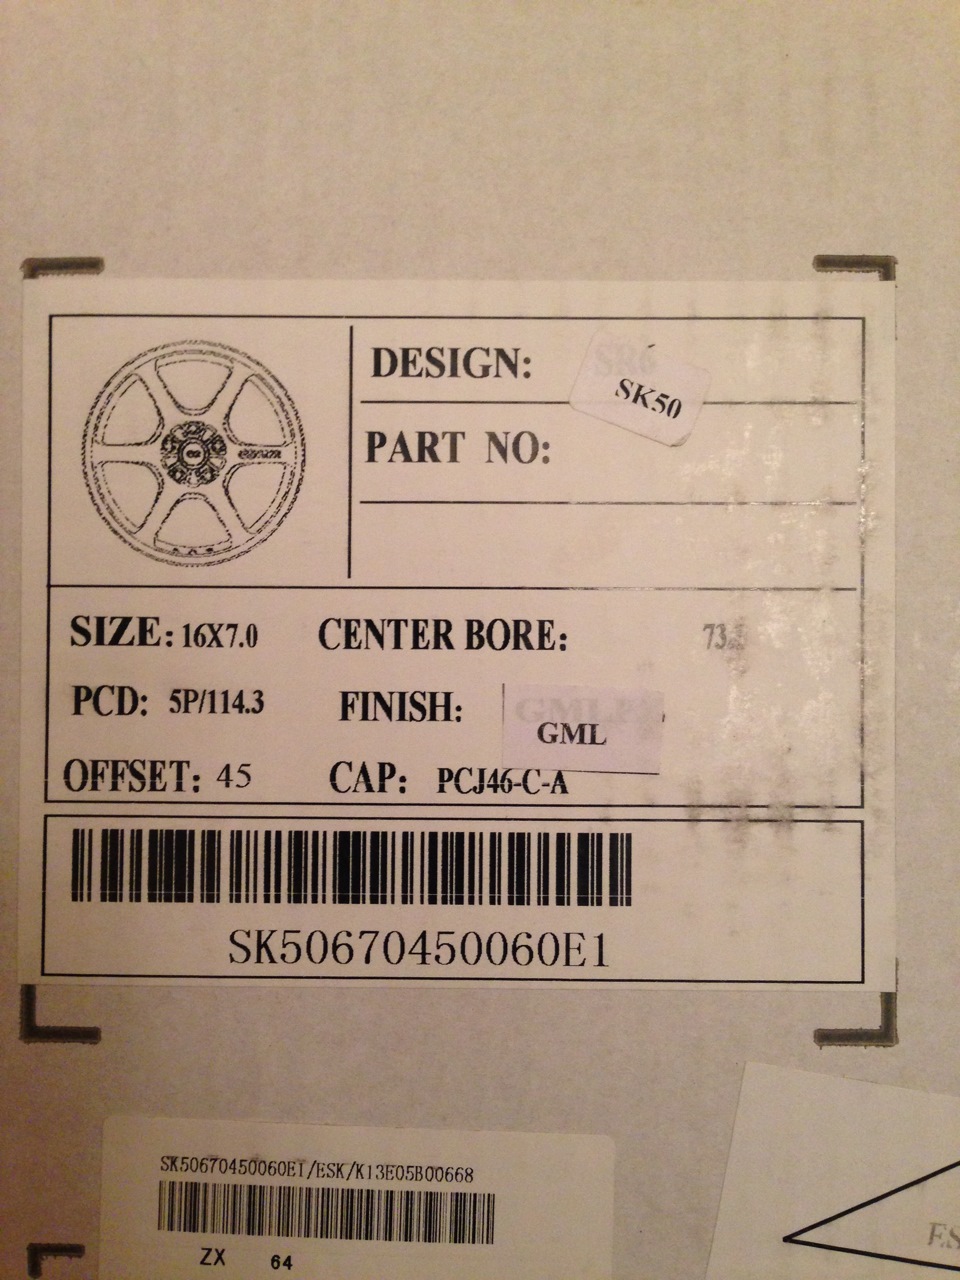 DESIGN:
SK50
PART NO:
SIZE: 16X7.0 CENTER BORE:
PCD: 5P/114.3 FINISH: GML
OFFSET: 45 CAP: PCJ46-C-A
SK50670450060E1
SK50670450060E1/ESK/K13E05B00668
ZX 64